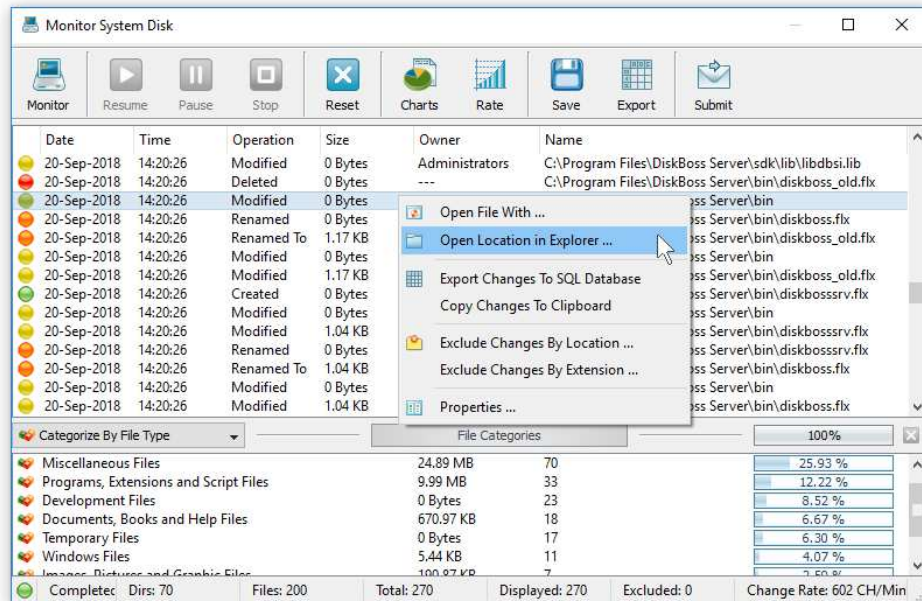 Monitor System Disk
Monitor Resume Pause Stop Reset Charts Rate Save Export Submit
Date Time Operation Size Owner Name
20-Sep-2018 14:20:26 Modified 0 Bytes Administrators C:\Program Files\DiskBoss Server\sdk\lib\libdbsi.lib
20-Sep-2018 14:20:26 Deleted 0 Bytes --- C:\Program Files\DiskBoss Server\bin\diskboss_old.flx
20-Sep-2018 14:20:26 Modified 0 Bytes ss Server\bin
20-Sep-2018 14:20:26 Renamed 0 Bytes ss Server\bin\diskboss.flx
20-Sep-2018 14:20:26 Renamed To 1.17 KB ss Server\bin\diskboss_old.flx
20-Sep-2018 14:20:26 Modified 0 Bytes ss Server\bin
20-Sep-2018 14:20:26 Modified 1.17 KB ss Server\bin\diskboss_old.flx
20-Sep-2018 14:20:26 Created 0 Bytes ss Server\bin\diskbosssrv.flx
20-Sep-2018 14:20:26 Modified 0 Bytes ss Server\bin
20-Sep-2018 14:20:26 Modified 1.04 KB ss Server\bin\diskbosssrv.flx
20-Sep-2018 14:20:26 Renamed 0 Bytes ss Server\bin\diskbosssrv.flx
20-Sep-2018 14:20:26 Renamed To 1.04 KB ss Server\bin\diskboss.flx
20-Sep-2018 14:20:26 Modified 0 Bytes ss Server\bin
20-Sep-2018 14:20:26 Modified 1.04 KB ss Server\bin\diskboss.flx
Open File With ...
Open Location in Explorer ...
Export Changes To SQL Database
Copy Changes To Clipboard
Exclude Changes By Location ...
Exclude Changes By Extension ...
Properties ...
Categorize By File Type File Categories 100%
Miscellaneous Files 24.89 MB 70 25.93 %
Programs, Extensions and Script Files 9.99 MB 33 12.22 %
Development Files 0 Bytes 23 8.52 %
Documents, Books and Help Files 670.97 KB 18 6.67 %
Temporary Files 0 Bytes 17 6.30 %
Windows Files 5.44 KB 11 4.07 %
Images, Pictures and Graphic Files 190.87 KB 7 2.59 %
Completed Dirs: 70 Files: 200 Total: 270 Displayed: 270 Excluded: 0 Change Rate: 602 CH/Min